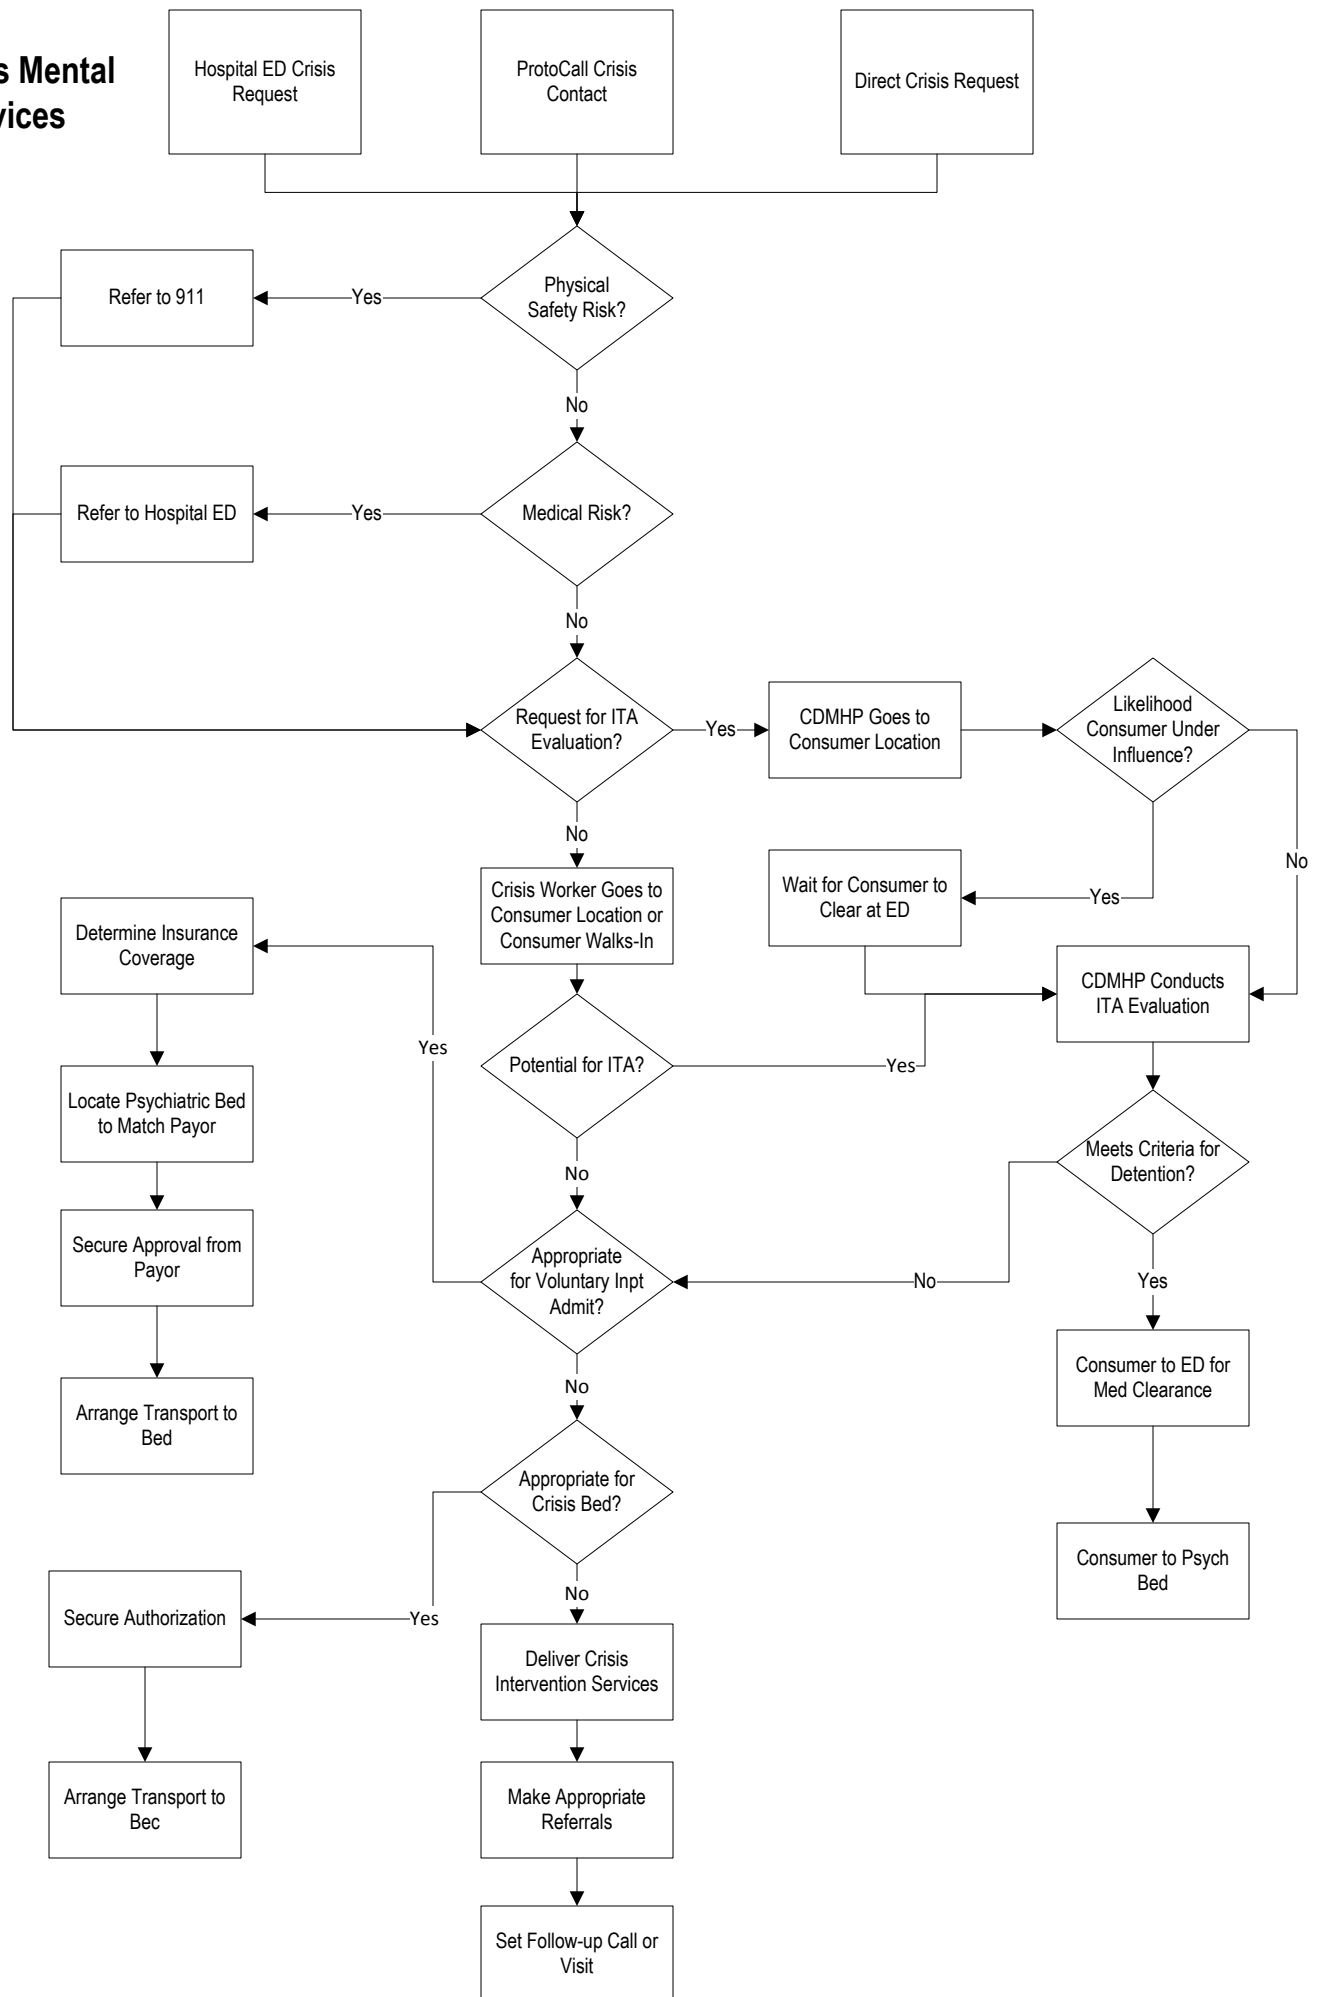 s Mental
vices
Hospital ED Crisis
Request
ProtoCall Crisis
Contact
Direct Crisis Request
Physical
Safety Risk?
Yes
Refer to 911
No
Medical Risk?
Yes
Refer to Hospital ED
No
Request for ITA
Evaluation?
Yes
CDMHP Goes to
Consumer Location
Likelihood
Consumer Under
Influence?
No
Yes
Wait for Consumer to
Clear at ED
No
Crisis Worker Goes to
Consumer Location or
Consumer Walks-In
Determine Insurance
Coverage
CDMHP Conducts
ITA Evaluation
Yes
Potential for ITA?
Yes
Locate Psychiatric Bed
to Match Payor
Meets Criteria for
Detention?
No
Secure Approval from
Payor
Appropriate
for Voluntary Inpt
Admit?
No
Yes
Consumer to ED for
Med Clearance
No
Arrange Transport to
Bed
Appropriate for
Crisis Bed?
Consumer to Psych
Bed
No
Yes
Secure Authorization
Deliver Crisis
Intervention Services
Arrange Transport to
Bec
Make Appropriate
Referrals
Set Follow-up Call or
Visit